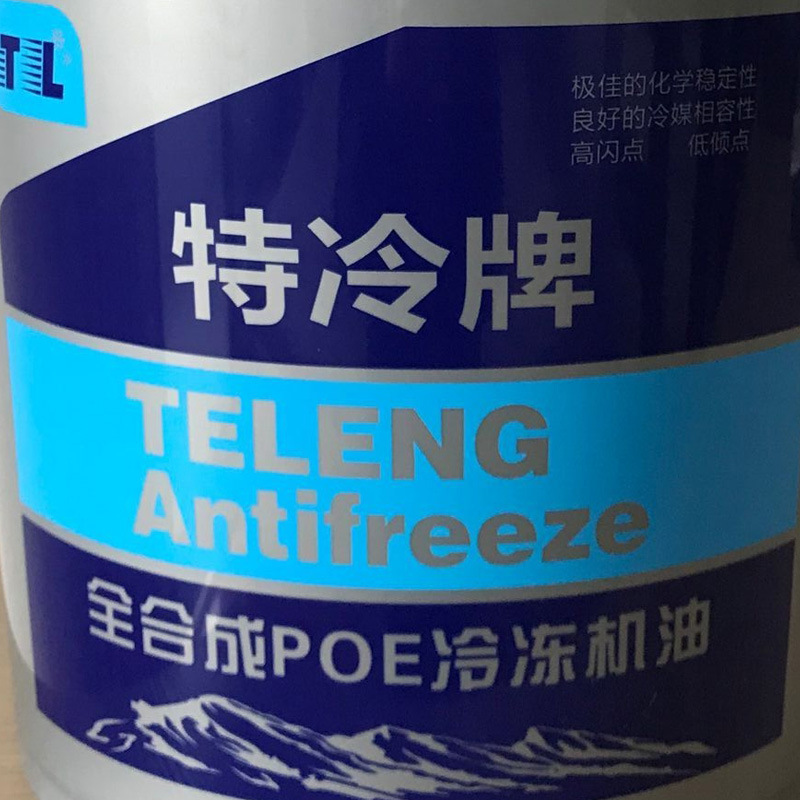 TL
极佳的化学稳定性
良好的冷媒相容性
高闪点 低倾点
特冷牌
TELENG
Antifreeze
全合成POE冷冻机油